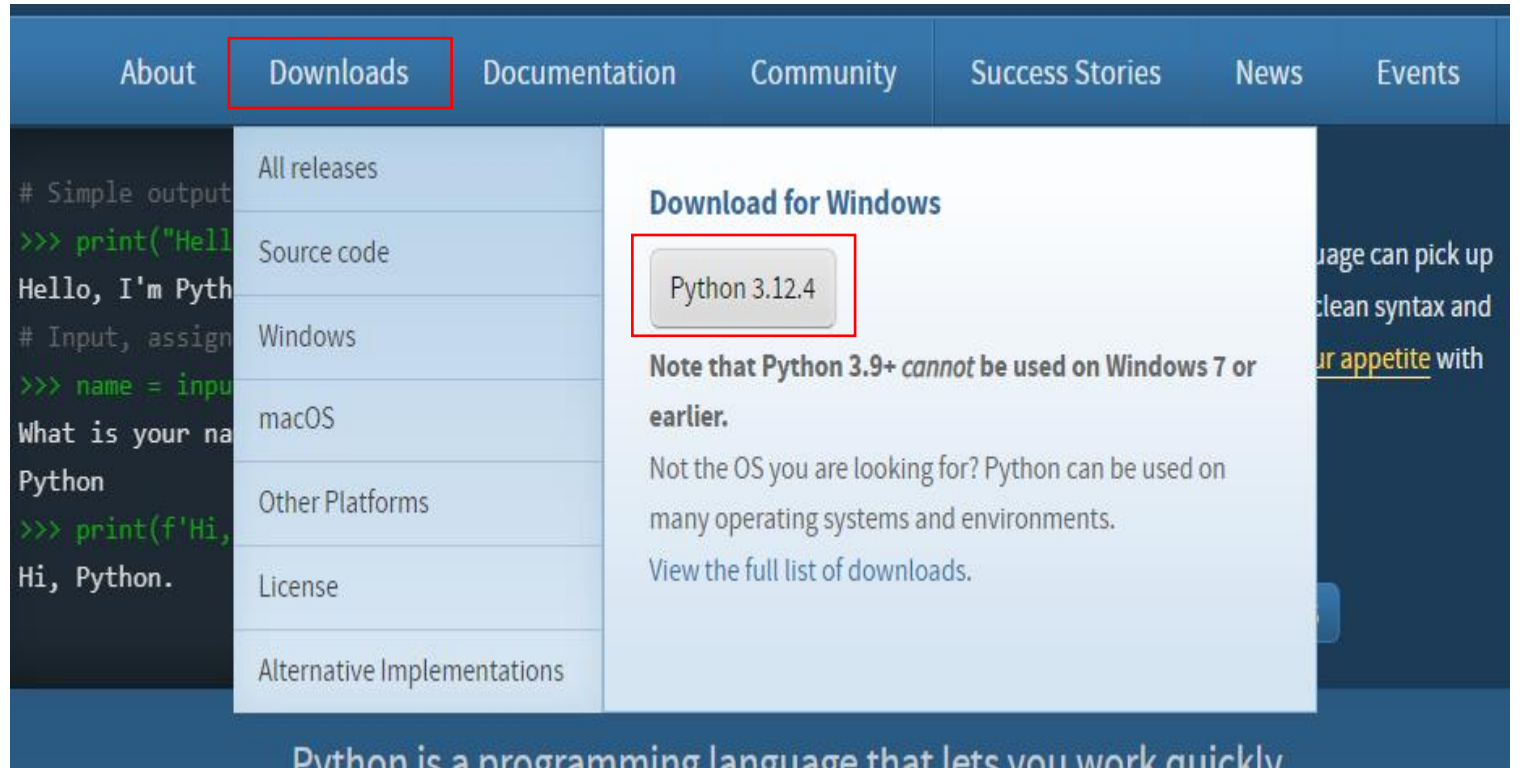 About Downloads Documentation Community Success Stories News Events
# Simple output
>>> print("Hell
Hello, I'm Pyth
# Input, assign
>>> name = inpu
What is your na
Python
>>> print(f'Hi,
Hi, Python.
All releases
Source code
Windows
macOS
Other Platforms
License
Alternative Implementations
Download for Windows
Python 3.12.4
Note that Python 3.9+ cannot be used on Windows 7 or
earlier.
Not the OS you are looking for? Python can be used on
many operating systems and environments.
View the full list of downloads.
uage can pick up
clean syntax and
ur appetite with
Python is a programming language that lets you work quickly